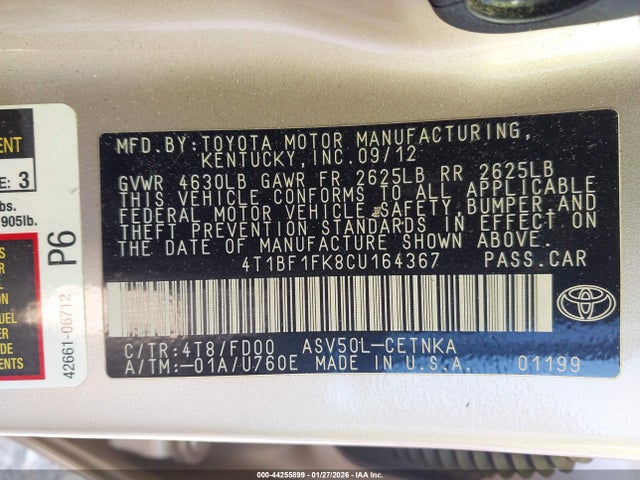 MFD.BY: TOYOTA MOTOR MANUFACTURING,
KENTUCKY, INC. 09/12
GVWR 4630LB GAWR FR 2625LB RR 2625LB
THIS VEHICLE CONFORMS TO ALL APPLICABLE
FEDERAL MOTOR VEHICLE SAFETY, BUMPER AND
THEFT PREVENTION STANDARDS IN EFFECT ON
THE DATE OF MANUFACTURE SHOWN ABOVE.
4T1BF1FK8CU164367 PASS.CAR
C/TR:4T8/FD00 ASV50L-CETNKA
A/TM:-01A/U760E MADE IN U.S.A. 01199
E: 3
bs.
905lb.
P6
42661-06712
000-44255899 | 01/27/2026 - IAA INC.